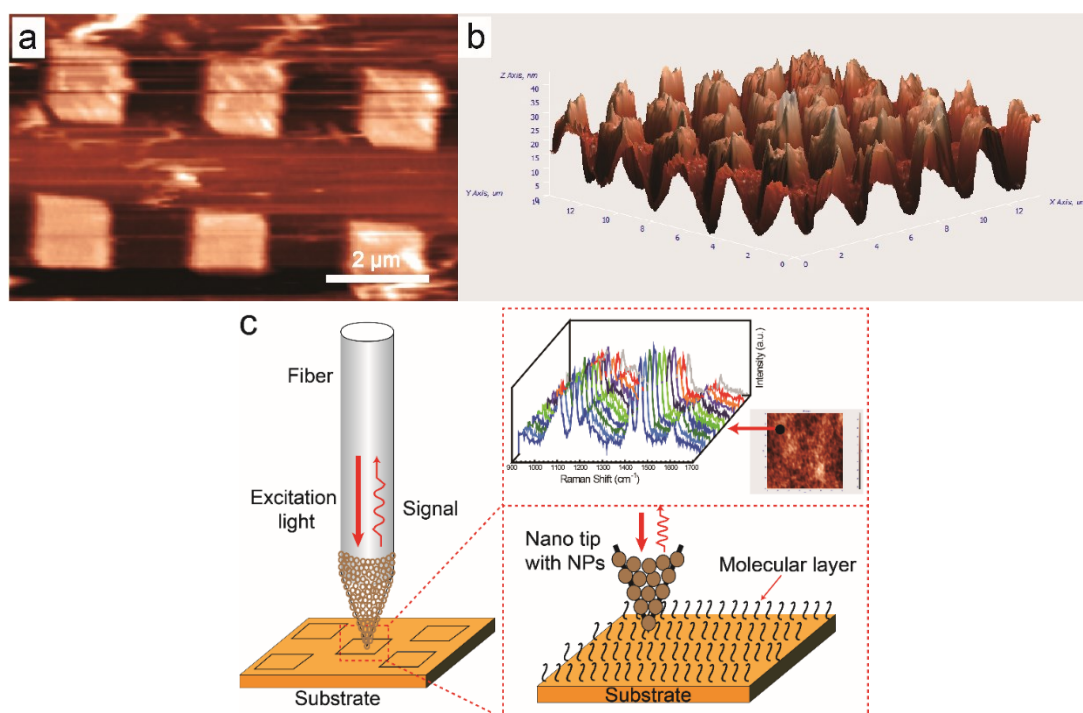 a
2 μm
b
Z Axis, nm
40
35
30
25
20
15
10
5
0
Y Axis, um
14
12
10
8
6
4
2
0
0
2
4
6
8
10
12
X Axis, um
c
Fiber
Excitation
light
Signal
Substrate
Intensity (a.u.)
900 1000 1100 1200 1300 1400 1500 1600 1700
Raman Shift (cm⁻¹)
Nano tip
with NPs
Molecular layer
Substrate